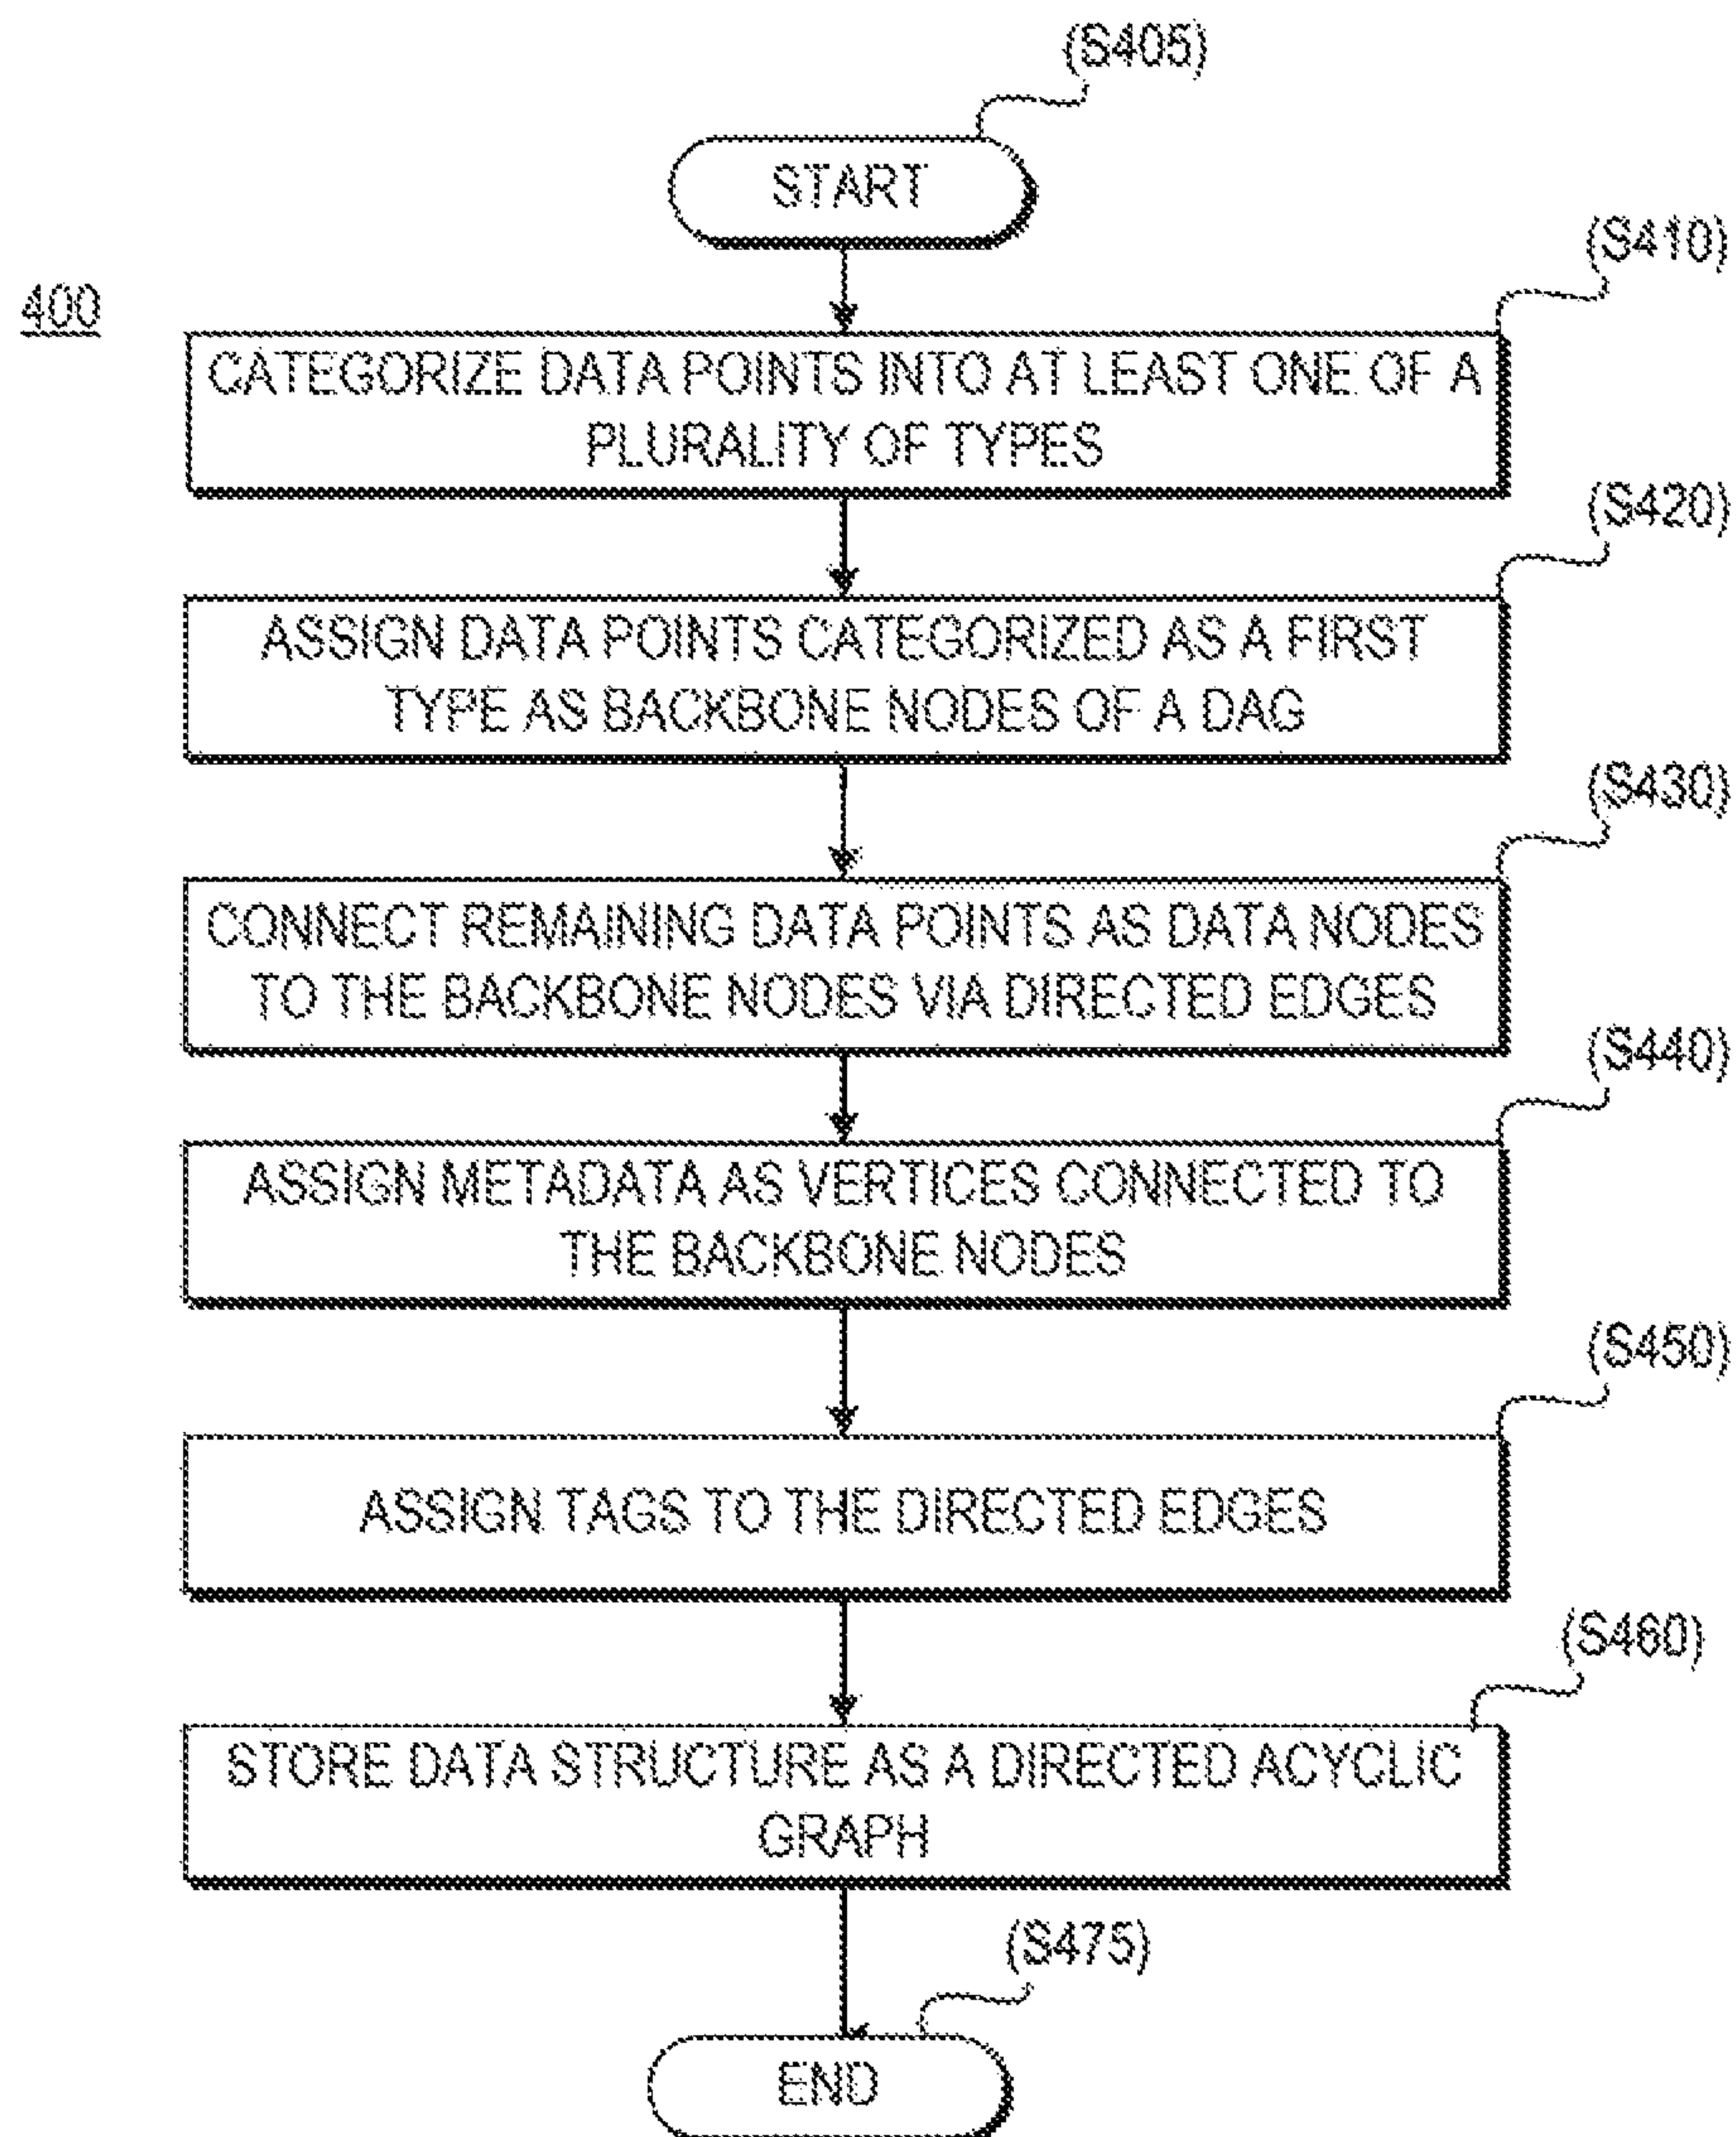 (S405)
START
(S410)
400
CATEGORIZE DATA POINTS INTO AT LEAST ONE OF A
PLURALITY OF TYPES
(S420)
ASSIGN DATA POINTS CATEGORIZED AS A FIRST
TYPE AS BACKBONE NODES OF A DAG
(S430)
CONNECT REMAINING DATA POINTS AS DATA NODES
TO THE BACKBONE NODES VIA DIRECTED EDGES
(S440)
ASSIGN METADATA AS VERTICES CONNECTED TO
THE BACKBONE NODES
(S450)
ASSIGN TAGS TO THE DIRECTED EDGES
(S460)
STORE DATA STRUCTURE AS A DIRECTED ACYCLIC
GRAPH
(S475)
END